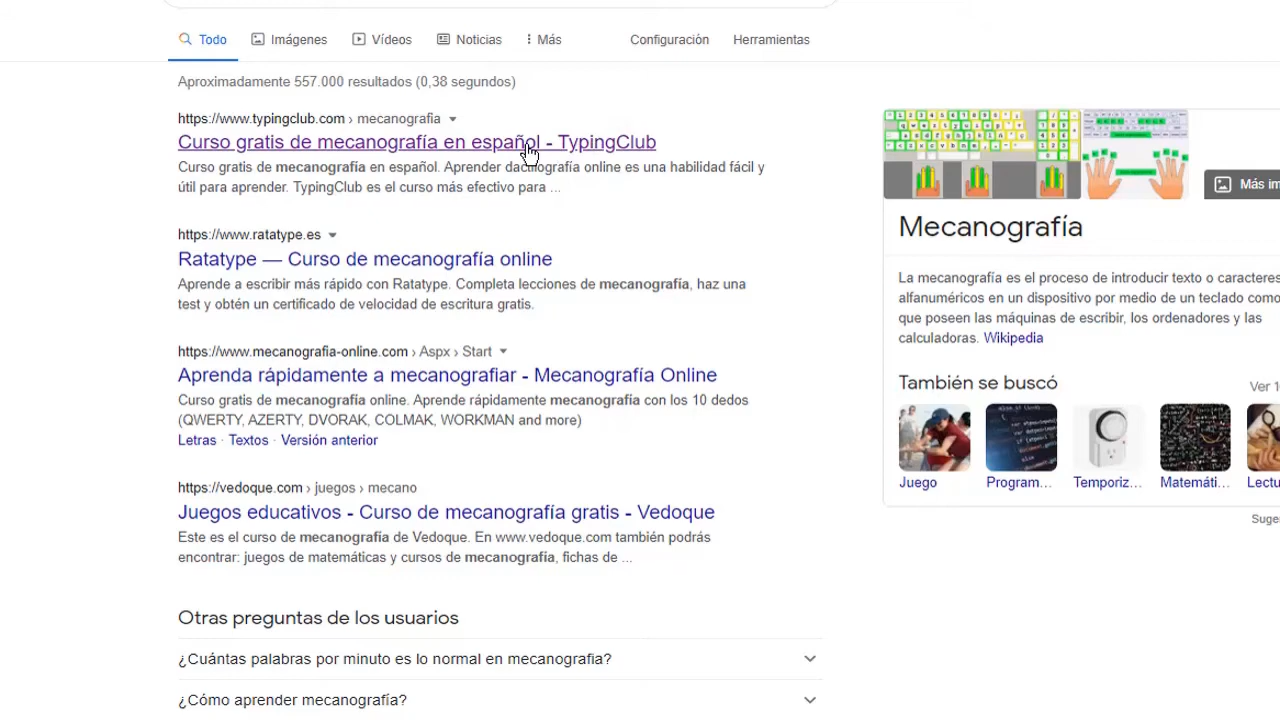 Todo Imágenes Vídeos Noticias Más Configuración Herramientas
Aproximadamente 557.000 resultados (0,38 segundos)
https://www.typingclub.com › mecanografia
Curso gratis de mecanografía en español - TypingClub
Curso gratis de mecanografía en español. Aprender dactilografía online es una habilidad fácil y
útil para aprender. TypingClub es el curso más efectivo para ...
https://www.ratatype.es
Ratatype — Curso de mecanografía online
Aprende a escribir más rápido con Ratatype. Completa lecciones de mecanografía, haz una
test y obtén un certificado de velocidad de escritura gratis.
https://www.mecanografia-online.com › Aspx › Start
Aprenda rápidamente a mecanografiar - Mecanografía Online
Curso gratis de mecanografía online. Aprende rápidamente mecanografía con los 10 dedos
(QWERTY, AZERTY, DVORAK, COLMAK, WORKMAN and more)
Letras · Textos · Versión anterior
https://vedoque.com › juegos › mecano
Juegos educativos - Curso de mecanografía gratis - Vedoque
Este es el curso de mecanografía de Vedoque. En www.vedoque.com también podrás
encontrar: juegos de matemáticas y cursos de mecanografía, fichas de ...
Otras preguntas de los usuarios
¿Cuántas palabras por minuto es lo normal en mecanografia?
¿Cómo aprender mecanografía?
Más im
Mecanografía
La mecanografía es el proceso de introducir texto o caracteres
alfanuméricos en un dispositivo por medio de un teclado como
que poseen las máquinas de escribir, los ordenadores y las
calculadoras. Wikipedia
También se buscó
Ver 1
Juego Program... Temporiz... Matemáti... Lectu
Suge